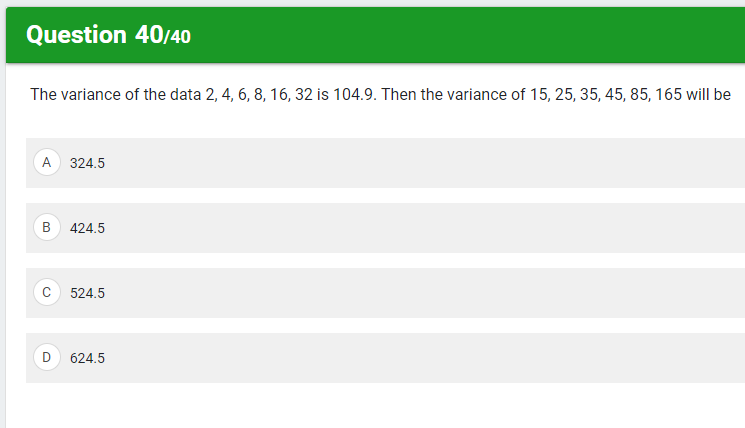 Question 40/40
The variance of the data 2, 4, 6, 8, 16, 32 is 104.9. Then the variance of 15, 25, 35, 45, 85, 165 will be
A 324.5
B 424.5
C 524.5
D 624.5